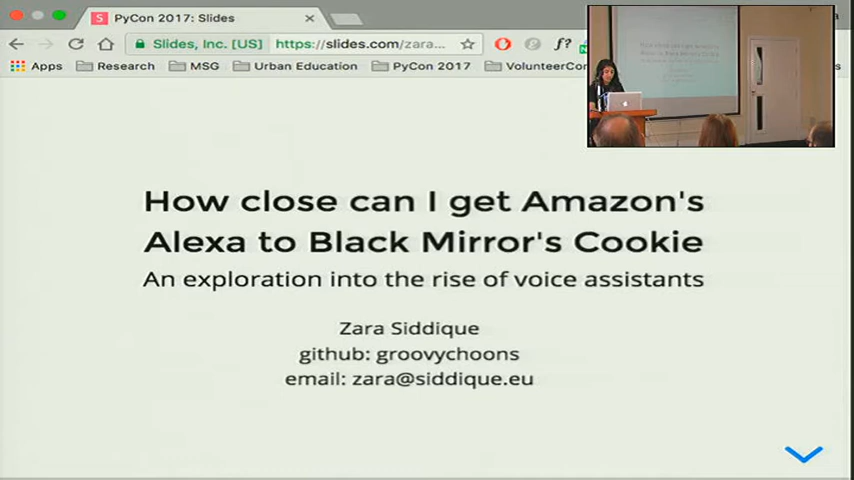 PyCon 2017: Slides
Slides, Inc. [US]
https://slides.com/zara...
f?
Apps
Research
MSG
Urban Education
PyCon 2017
VolunteerCor
How close can I get Amazon's
Alexa to Black Mirror's Cookie
An exploration into the rise of voice assistants
Zara Siddique
github: groovychoons
email: zara@siddique.eu